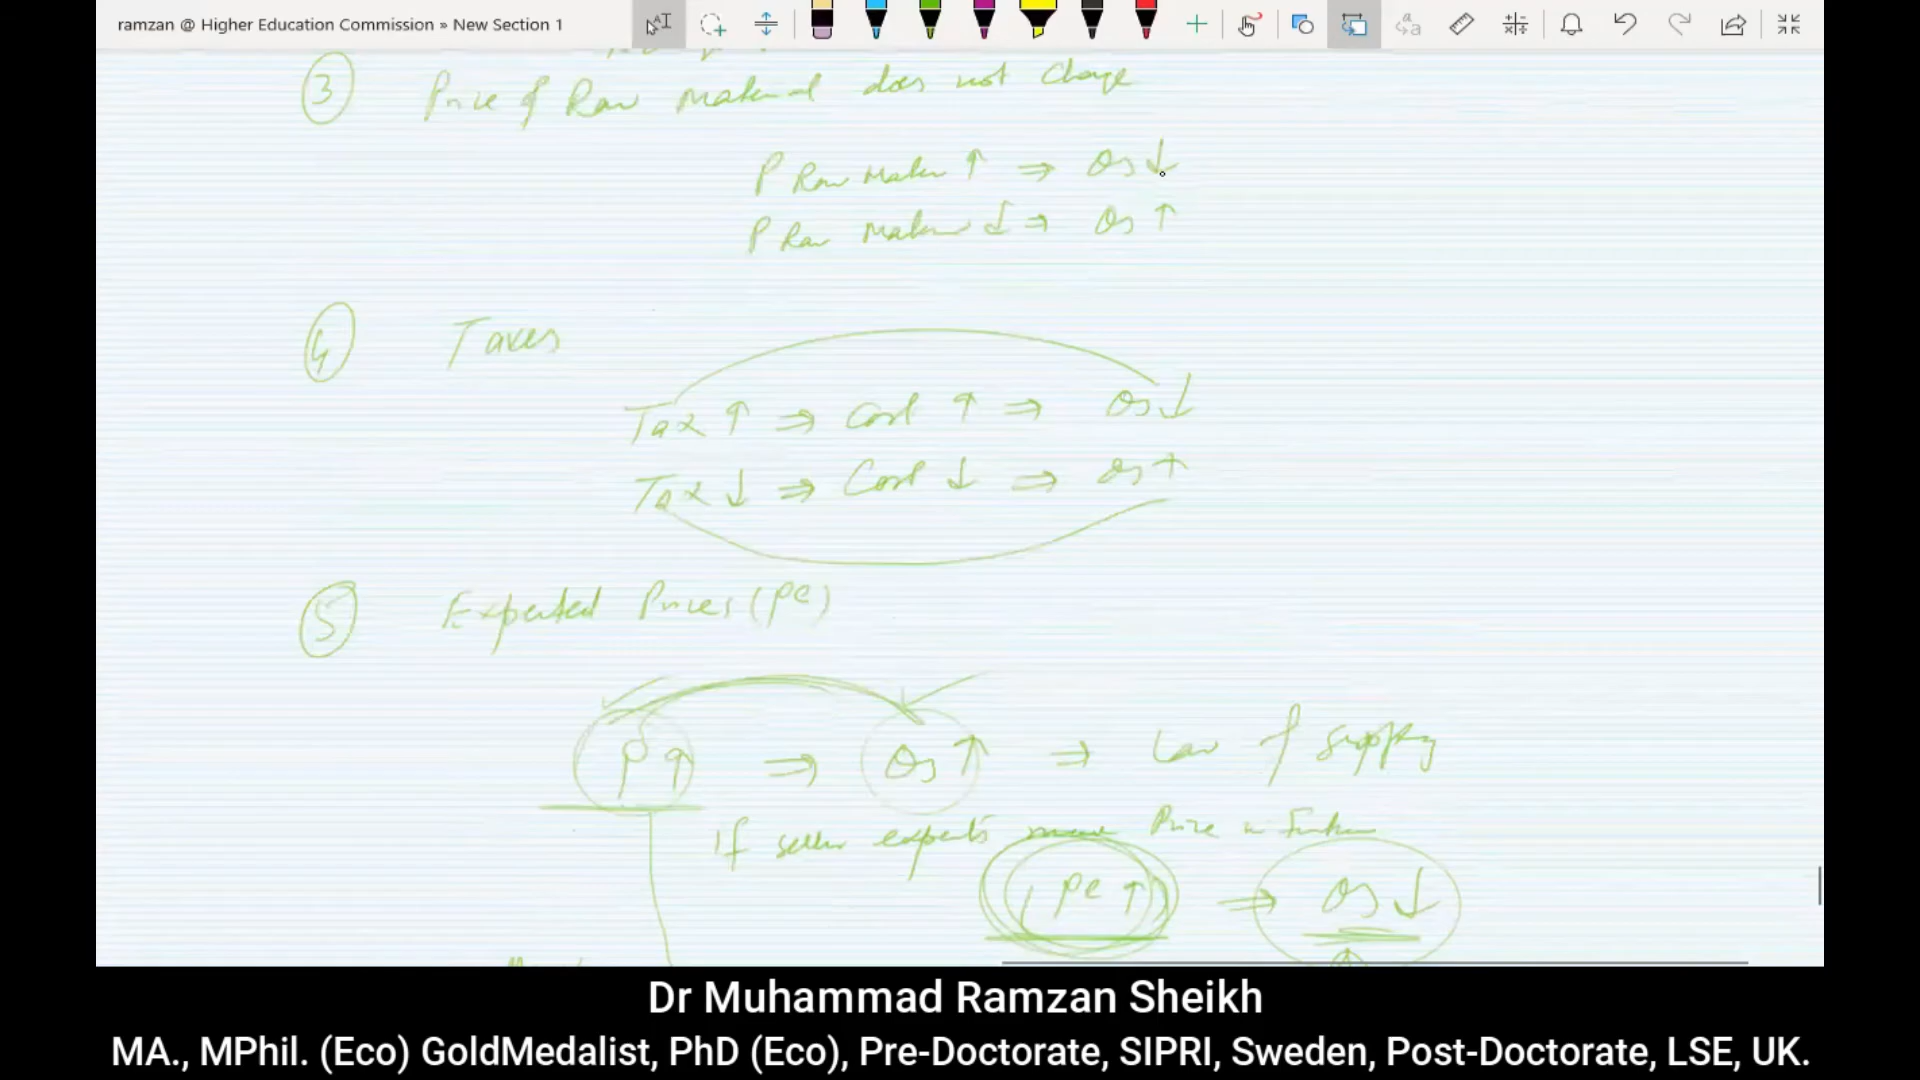 ramzan @ Higher Education Commission » New Section 1
③ Price of Raw Material does not change
P Raw Mater ↑ ⇒ Qs ↓
P Raw Mater ↓ ⇒ Qs ↑
④ Taxes
Tax ↑ ⇒ Cost ↑ ⇒ Qs ↓
Tax ↓ ⇒ Cost ↓ ⇒ Qs ↑
⑤ Expected Prices (Pe)
P ↑ ⇒ Qs ↑ ⇒ Law of supply
If seller expects more Price in Future
Pe ↑ ⇒ Qs ↓
Dr Muhammad Ramzan Sheikh
MA., MPhil. (Eco) GoldMedalist, PhD (Eco), Pre-Doctorate, SIPRI, Sweden, Post-Doctorate, LSE, UK.